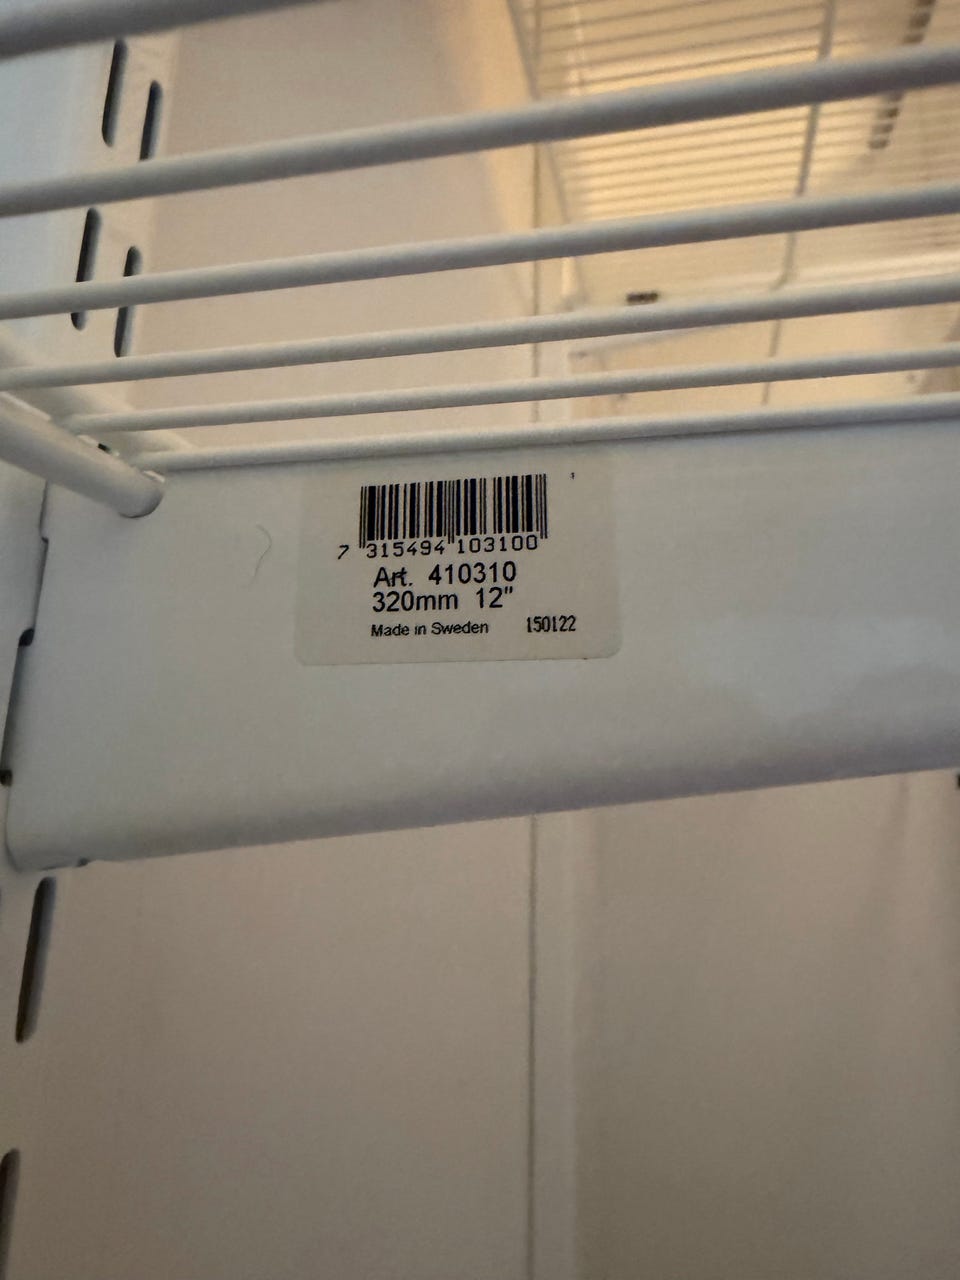 7 315494 103100
Art. 410310
320mm 12"
Made in Sweden 150122